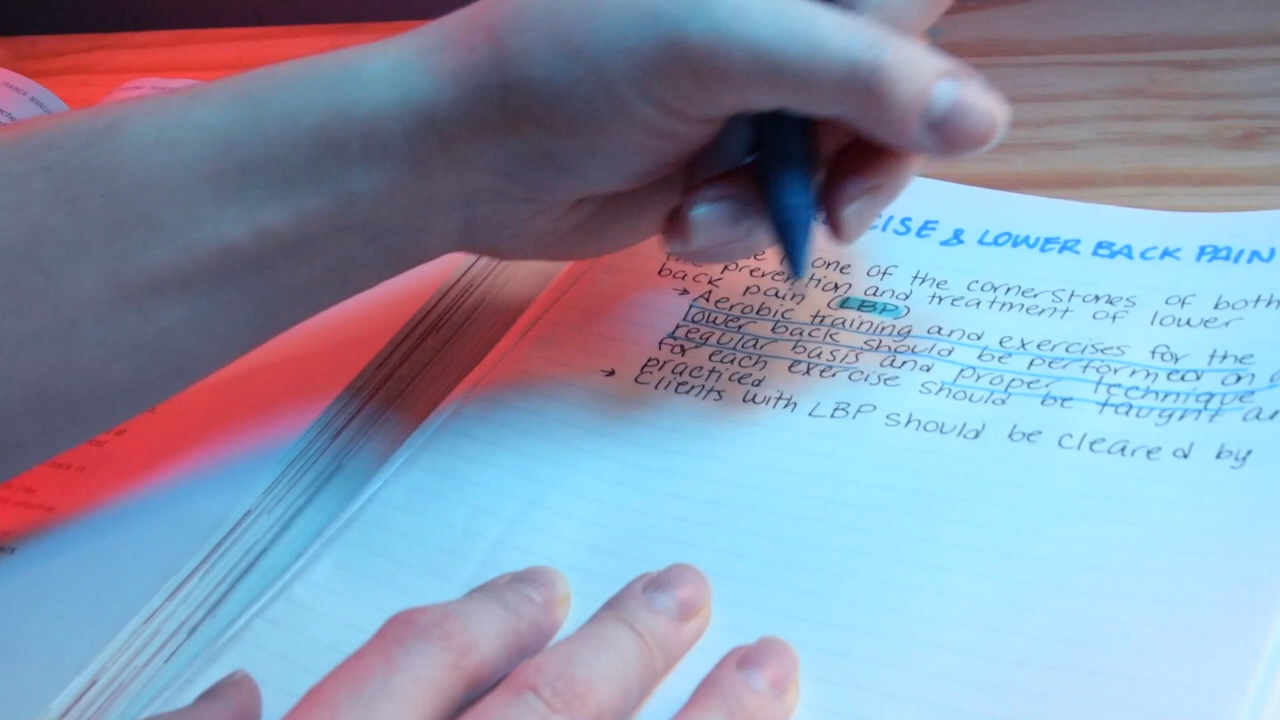 CISE & LOWER BACK PAIN
one of the cornerstones of both
prevention and treatment of lower
back pain (LBP)
→ Aerobic training and exercises for the
lower back should be performed on
regular basis and proper technique
for each exercise should be taught
practiced
→ Clients with LBP should be cleared by